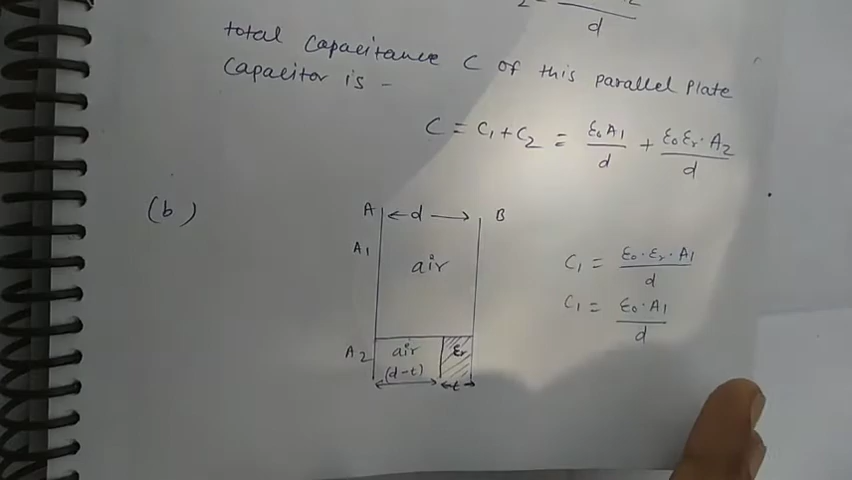 d
total Capacitance C of this parallel Plate
Capacitor is -
C = C₁ + C₂ = ε₀A₁/d + ε₀εᵣ·A₂/d
(b)
A ← d → B
A₁
air
C₁ = ε₀·εᵣ·A₁/d
C₁ = ε₀·A₁/d
A₂ air εᵣ
(d-t)
t